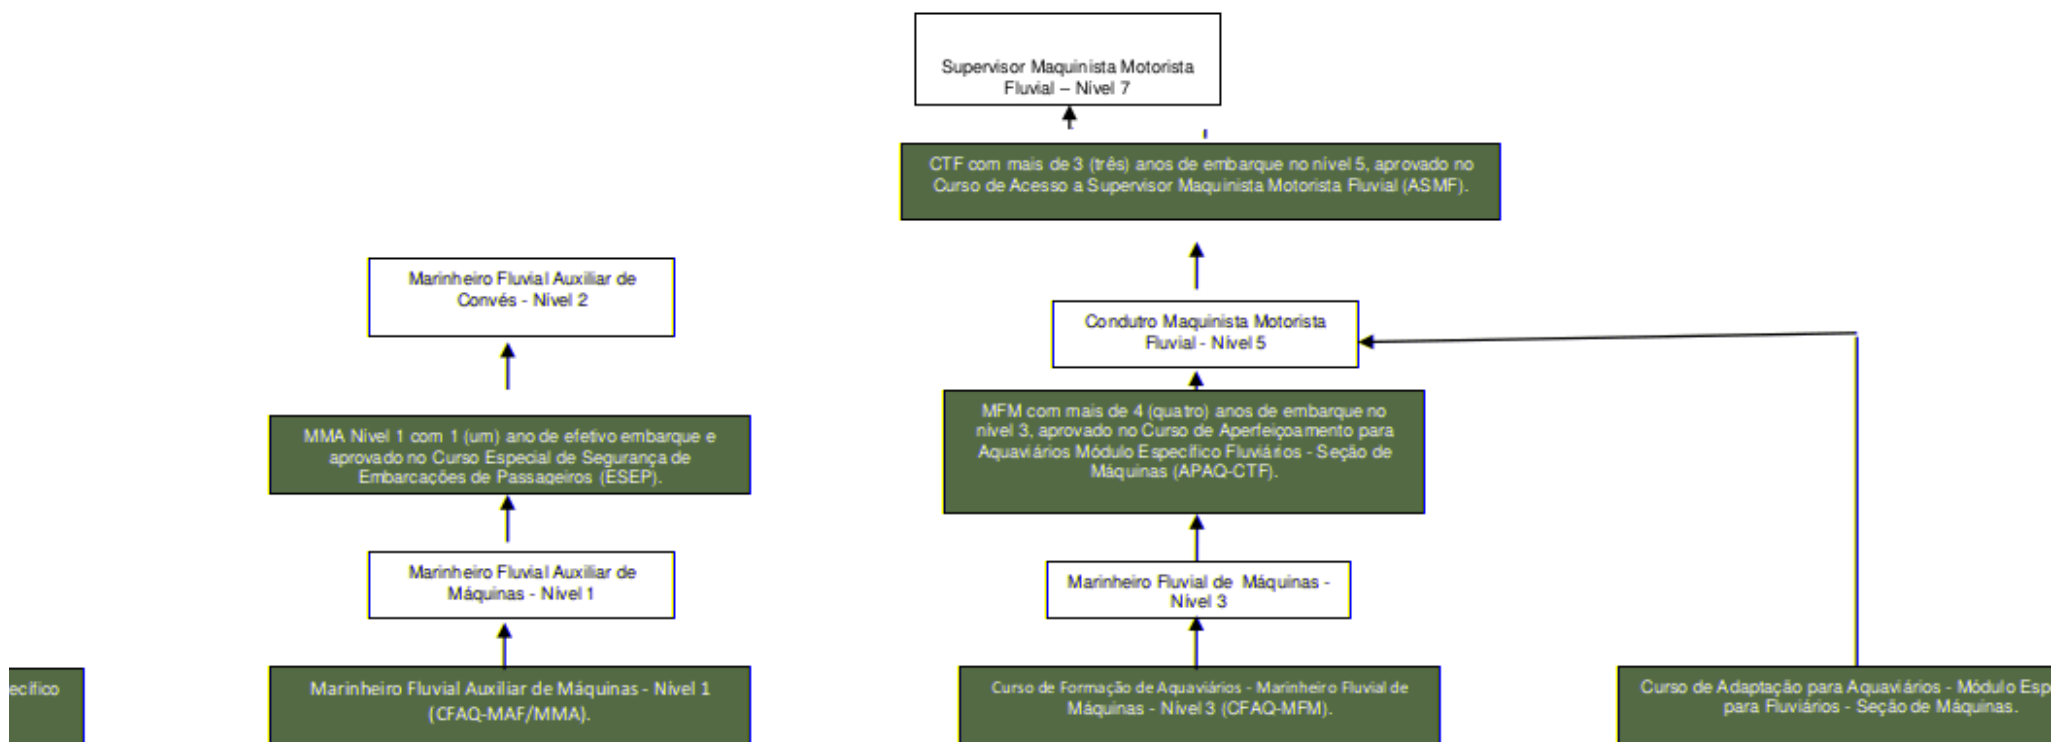 Supervisor Maquinista Motorista
Fluvial – Nível 7
CTF com mais de 3 (três) anos de embarque no nível 5, aprovado no
Curso de Acesso a Supervisor Maquinista Motorista Fluvial (ASMF).
Marinheiro Fluvial Auxiliar de
Convés - Nível 2
Condutro Maquinista Motorista
Fluvial - Nível 5
MMA Nível 1 com 1 (um) ano de efetivo embarque e
aprovado no Curso Especial de Segurança de
Embarcações de Passageiros (ESEP).
MFM com mais de 4 (quatro) anos de embarque no
nível 3, aprovado no Curso de Aperfeiçoamento para
Aquaviários Módulo Específico Fluviários - Seção de
Máquinas (APAQ-CTF).
Marinheiro Fluvial Auxiliar de
Máquinas - Nível 1
Marinheiro Fluvial de Máquinas -
Nível 3
ecífico
Marinheiro Fluvial Auxiliar de Máquinas - Nível 1
(CFAQ-MAF/MMA).
Curso de Formação de Aquaviários - Marinheiro Fluvial de
Máquinas - Nível 3 (CFAQ-MFM).
Curso de Adaptação para Aquaviários - Módulo Esp
para Fluviários - Seção de Máquinas.